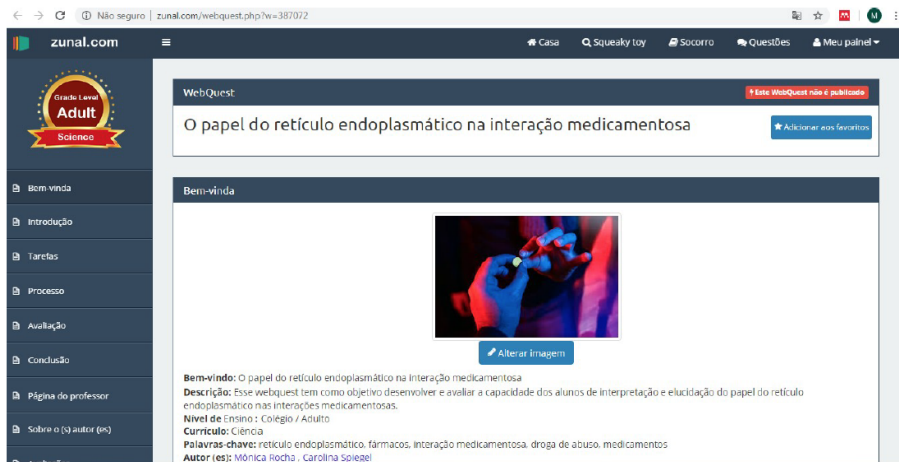 Não seguro | zunal.com/webquest.php?w=387072
M
zunal.com
Casa
Squeaky toy
Socorro
Questões
Meu painel
Grade Level
Adult
Science
WebQuest
Este WebQuest não é publicado
O papel do retículo endoplasmático na interação medicamentosa
Adicionar aos favoritos
Bem-vinda
Introdução
Tarefas
Processo
Avaliação
Conclusão
Página do professor
Sobre o (s) autor (es)
Bem-vinda
Alterar imagem
Bem-vindo: O papel do retículo endoplasmático na interação medicamentosa
Descrição: Esse webquest tem como objetivo desenvolver e avaliar a capacidade dos alunos de interpretação e elucidação do papel do retículo
endoplasmático nas interações medicamentosas.
Nível de Ensino : Colégio / Adulto
Currículo: Ciência
Palavras-chave: retículo endoplasmático, fármacos, interação medicamentosa, droga de abuso, medicamentos
Autor (es): Mônica Rocha , Carolina Spiegel